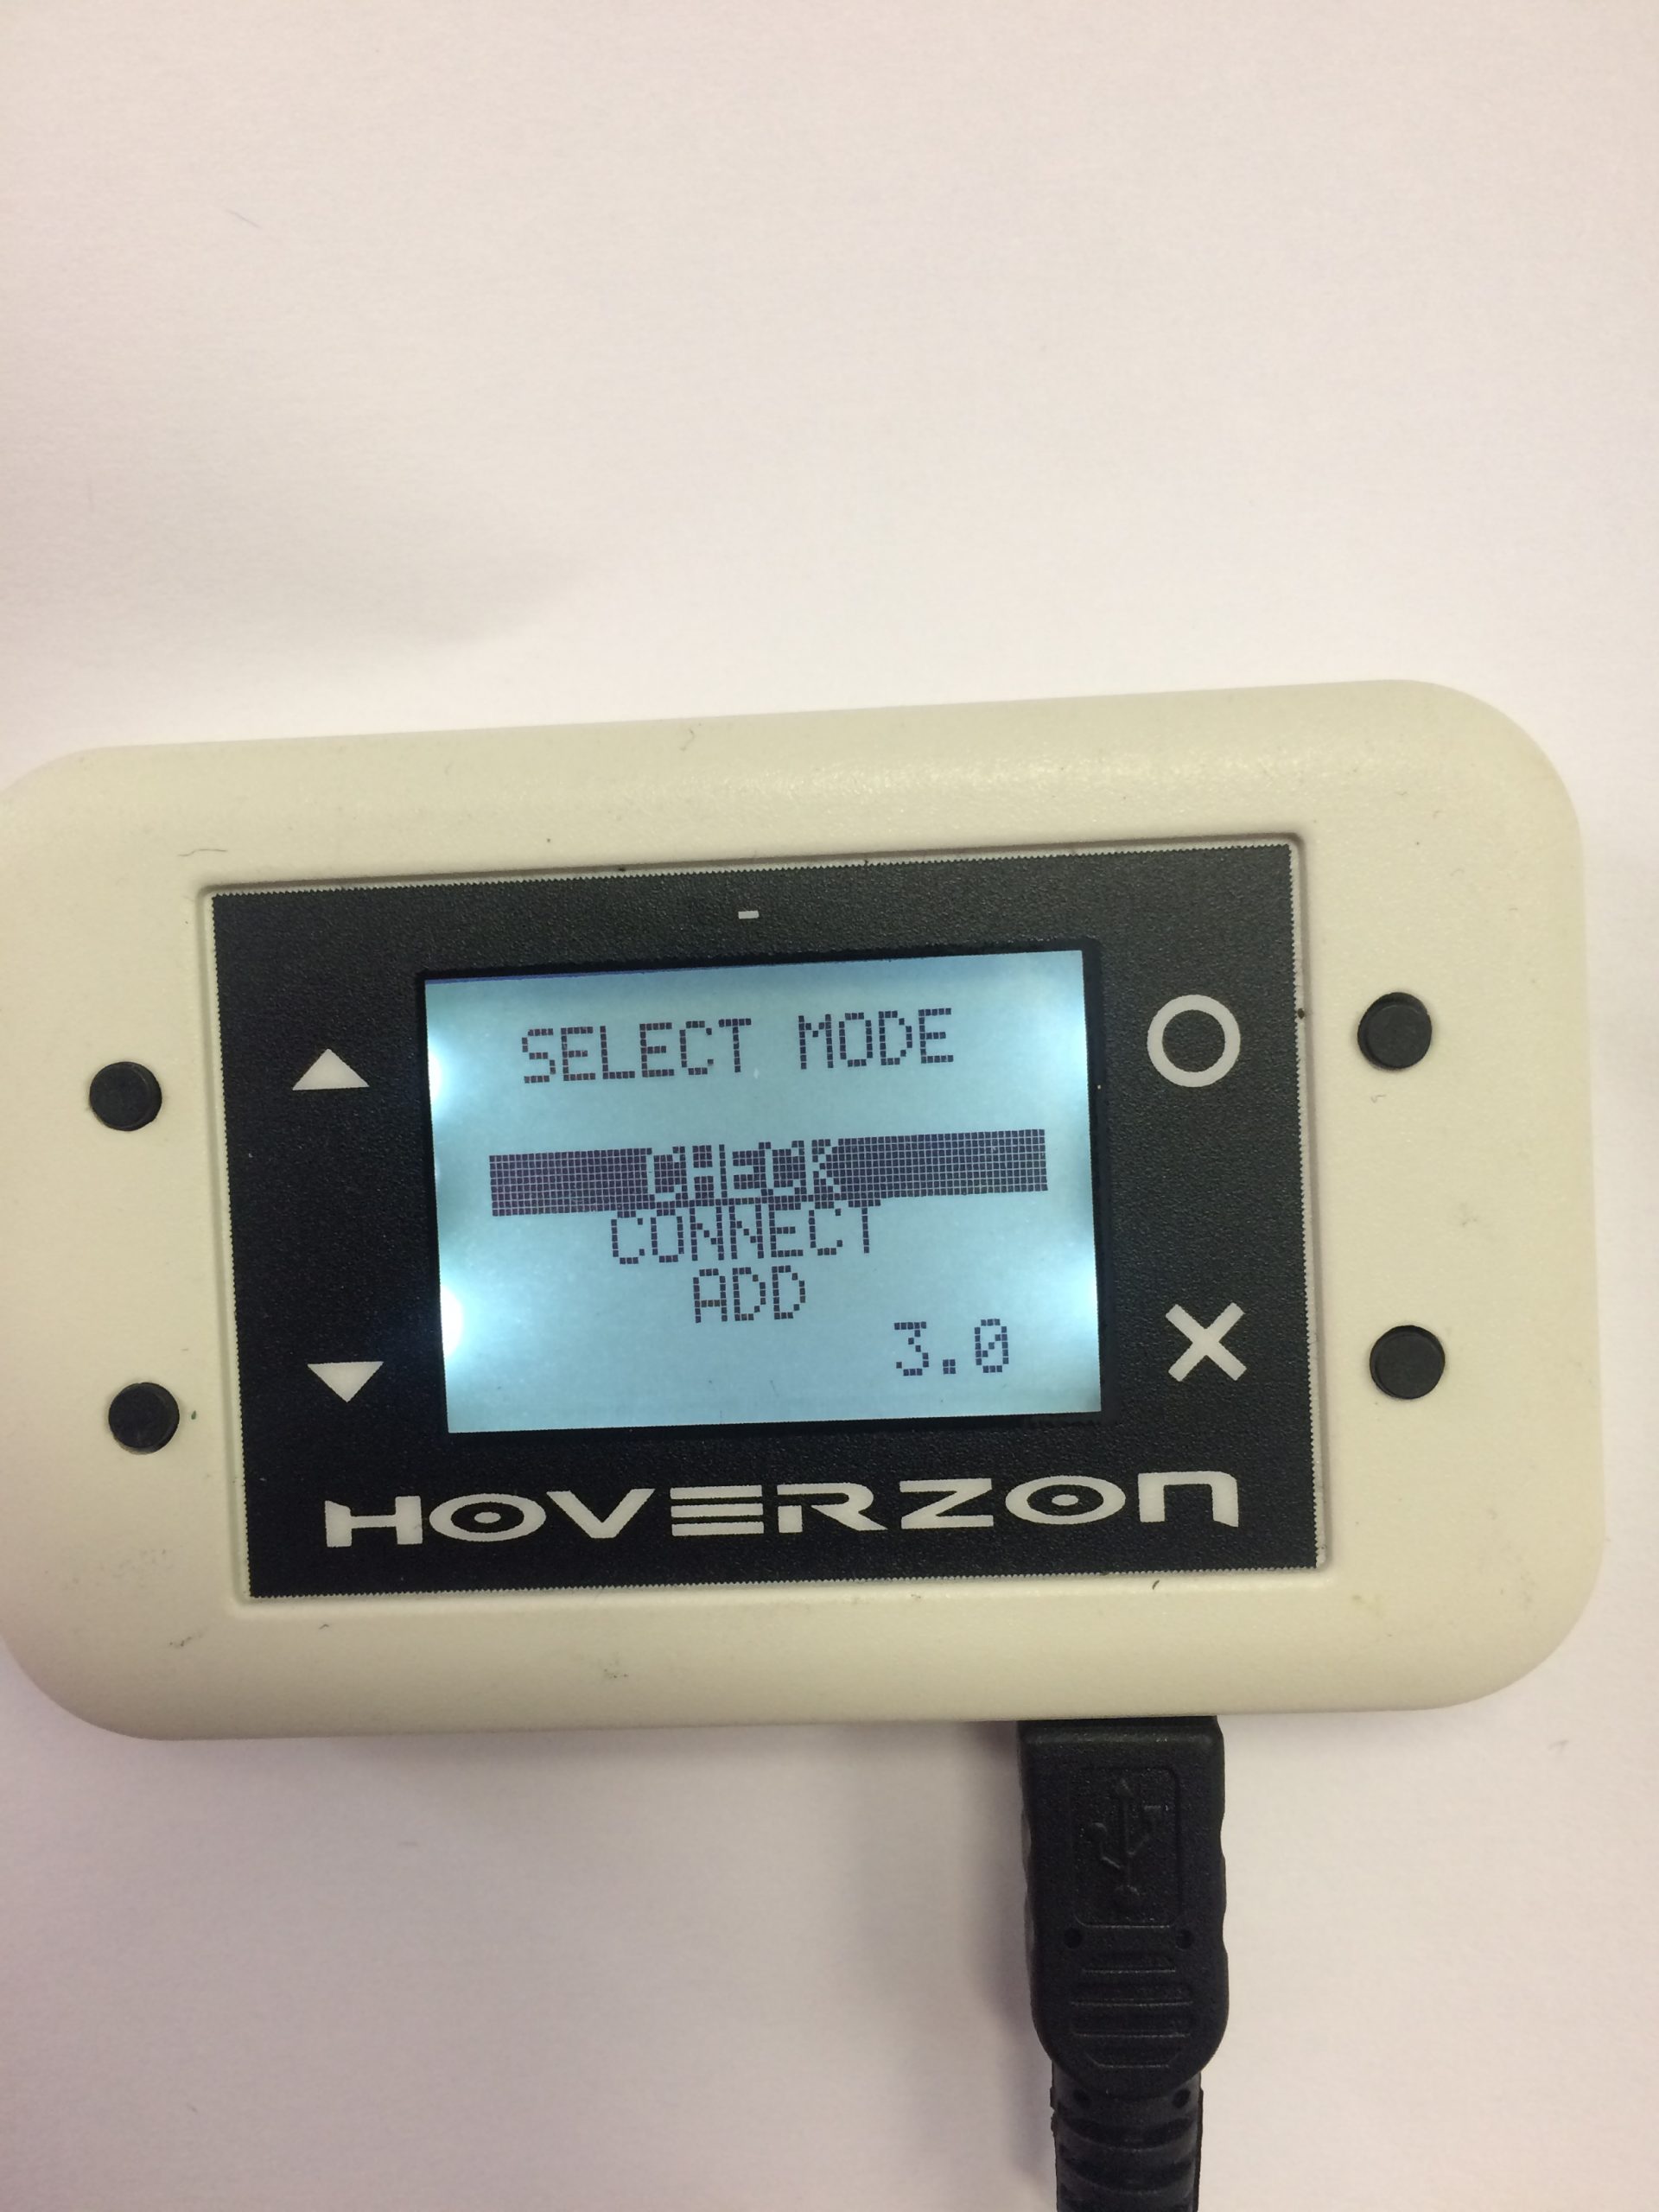 SELECT MODE
CHECK
CONNECT
ADD
3.0
HOVERZON